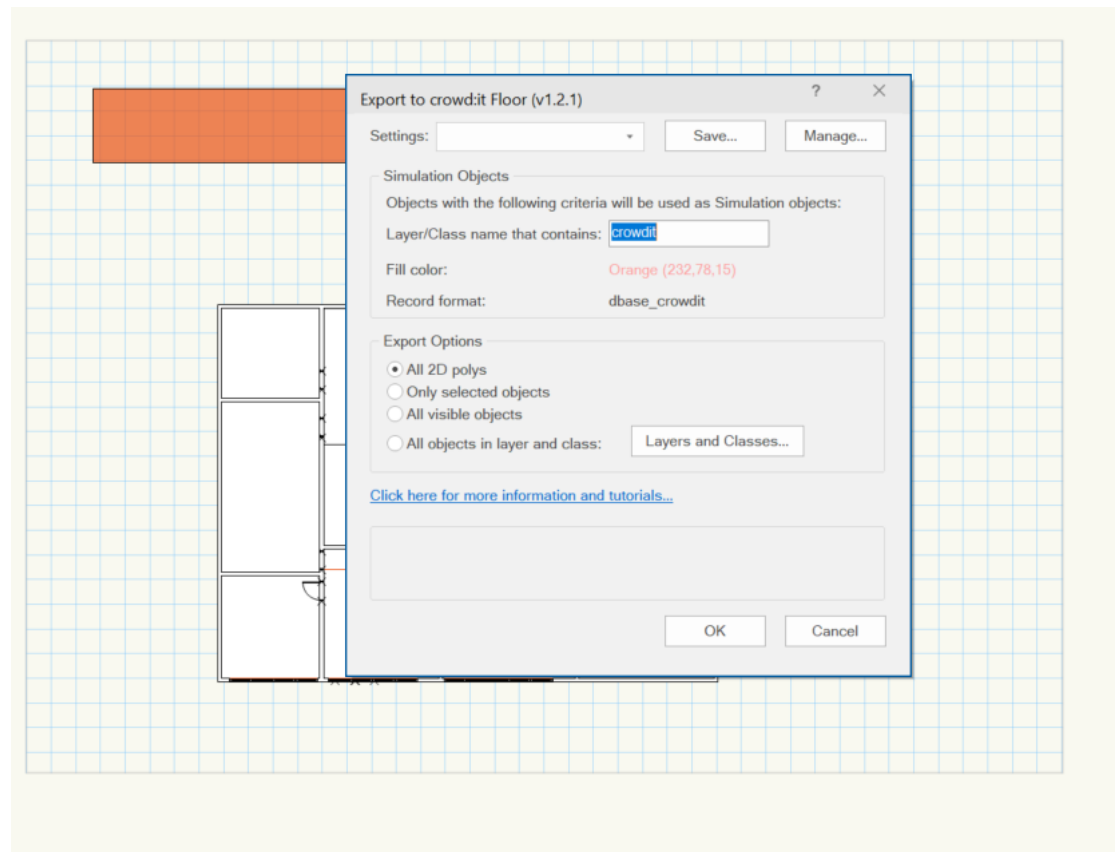 Export to crowd:it Floor (v1.2.1) ?
Settings: Save... Manage...
Simulation Objects
Objects with the following criteria will be used as Simulation objects:
Layer/Class name that contains: crowdit
Fill color: Orange (232,78,15)
Record format: dbase_crowdit
Export Options
All 2D polys
Only selected objects
All visible objects
All objects in layer and class: Layers and Classes...
Click here for more information and tutorials...
OK Cancel